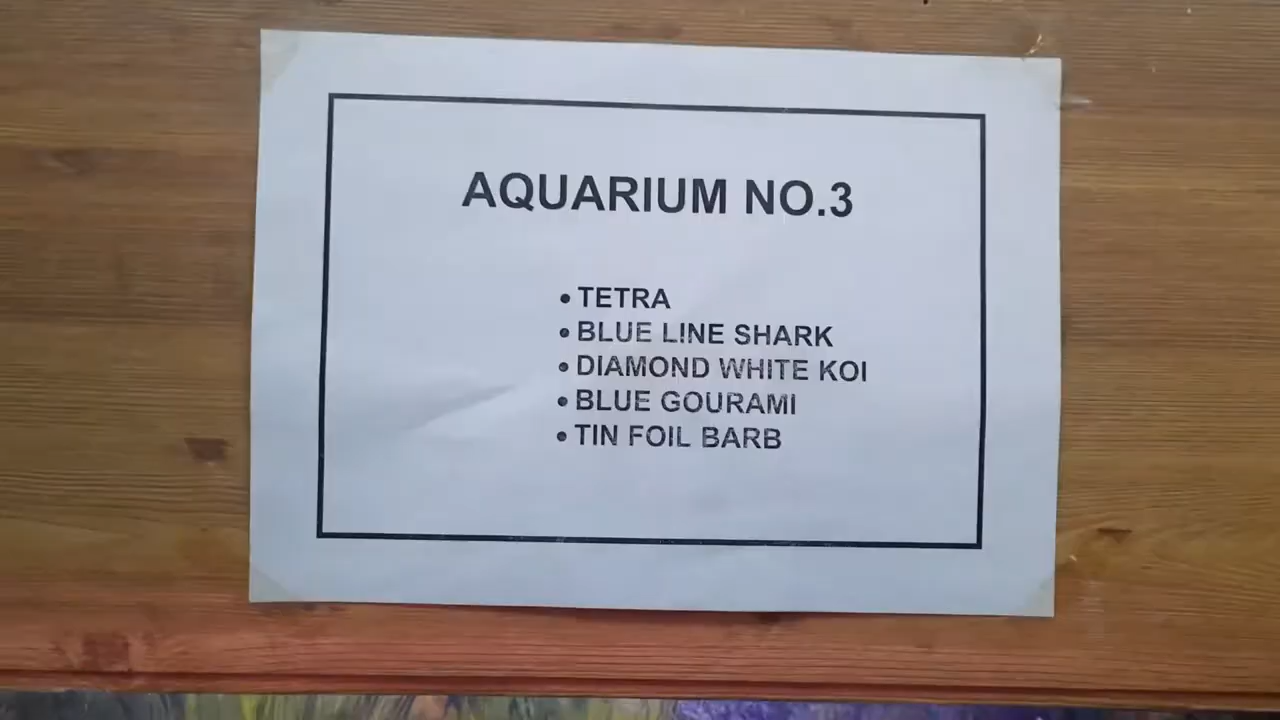 AQUARIUM NO.3
• TETRA
• BLUE LINE SHARK
• DIAMOND WHITE KOI
• BLUE GOURAMI
• TIN FOIL BARB